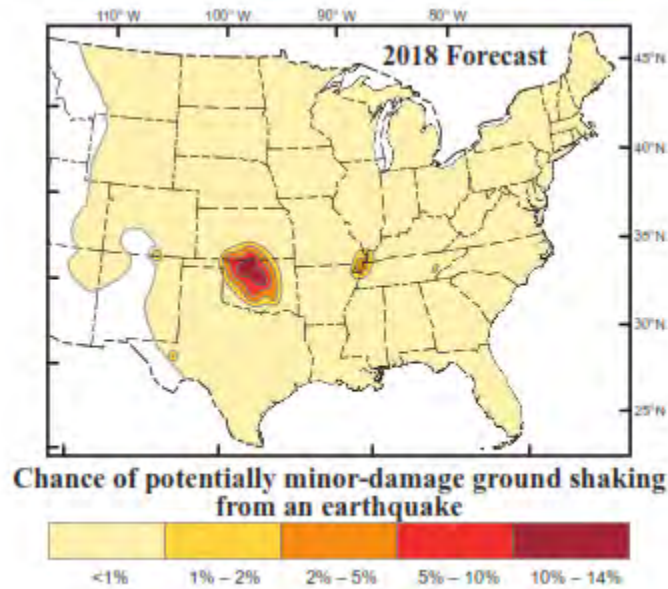 110°W 100°W 90°W 80°W
2018 Forecast
45°N
40°N
35°N
30°N
25°N
Chance of potentially minor-damage ground shaking
from an earthquake
<1% 1% – 2% 2% – 5% 5% – 10% 10% – 14%